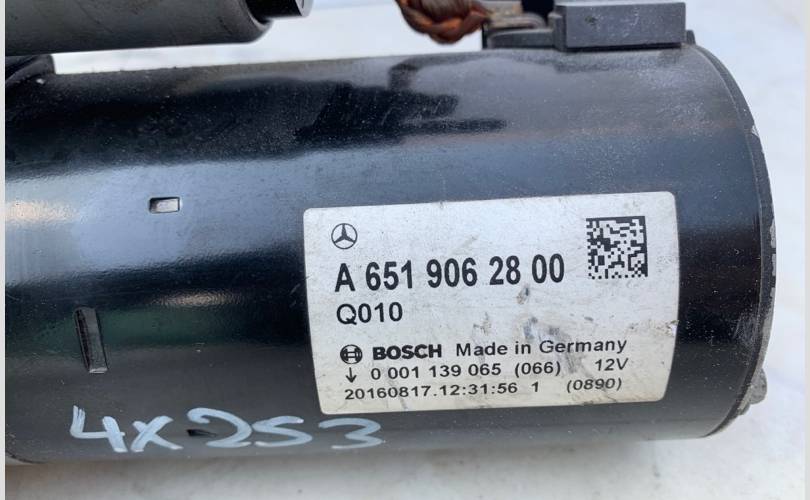 A 651 906 28 00
Q010
BOSCH Made in Germany
↓ 0 001 139 065 (066) 12V
20160817.12:31:56 1 (0890)
4x253